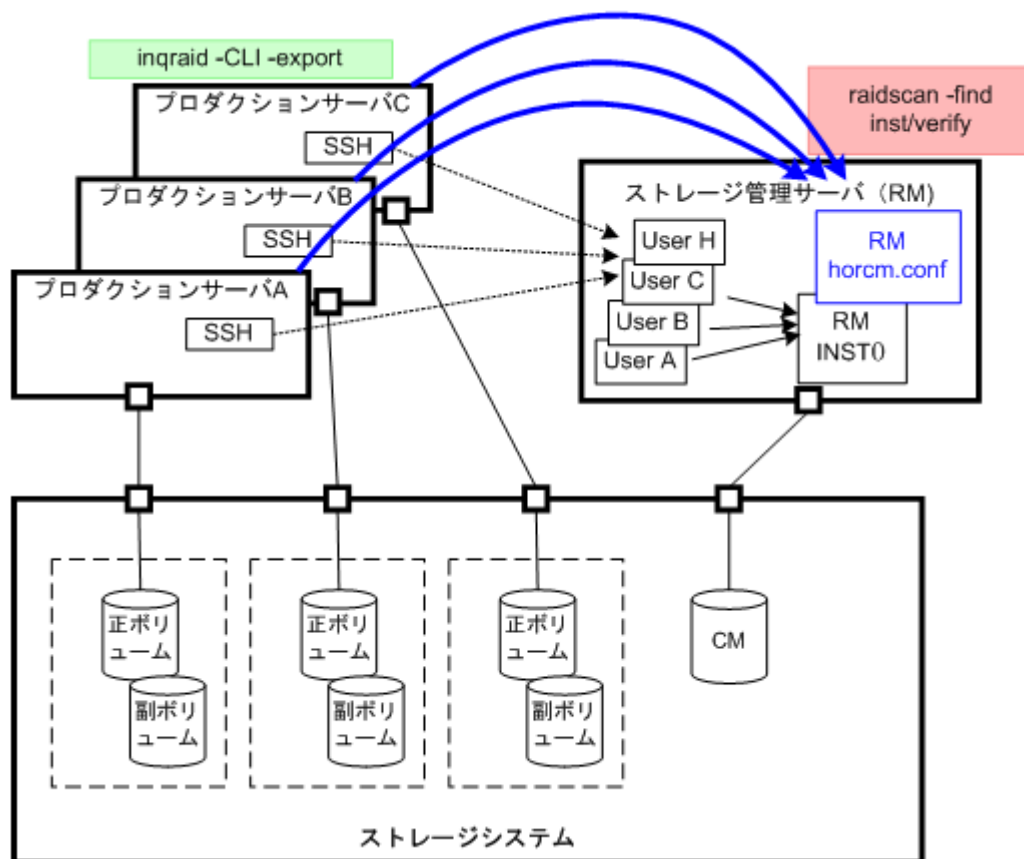 inqraid -CLI -export
プロダクションサーバC
SSH
プロダクションサーバB
SSH
プロダクションサーバA
SSH
raidscan -find
inst/verify
ストレージ管理サーバ (RM)
User H
User C
User B
User A
RM
horcm.conf
RM
INST()
正ボリ
ューム
副ボリ
ューム
正ボリ
ューム
副ボリ
ューム
正ボリ
ューム
副ボリ
ューム
CM
ストレージシステム